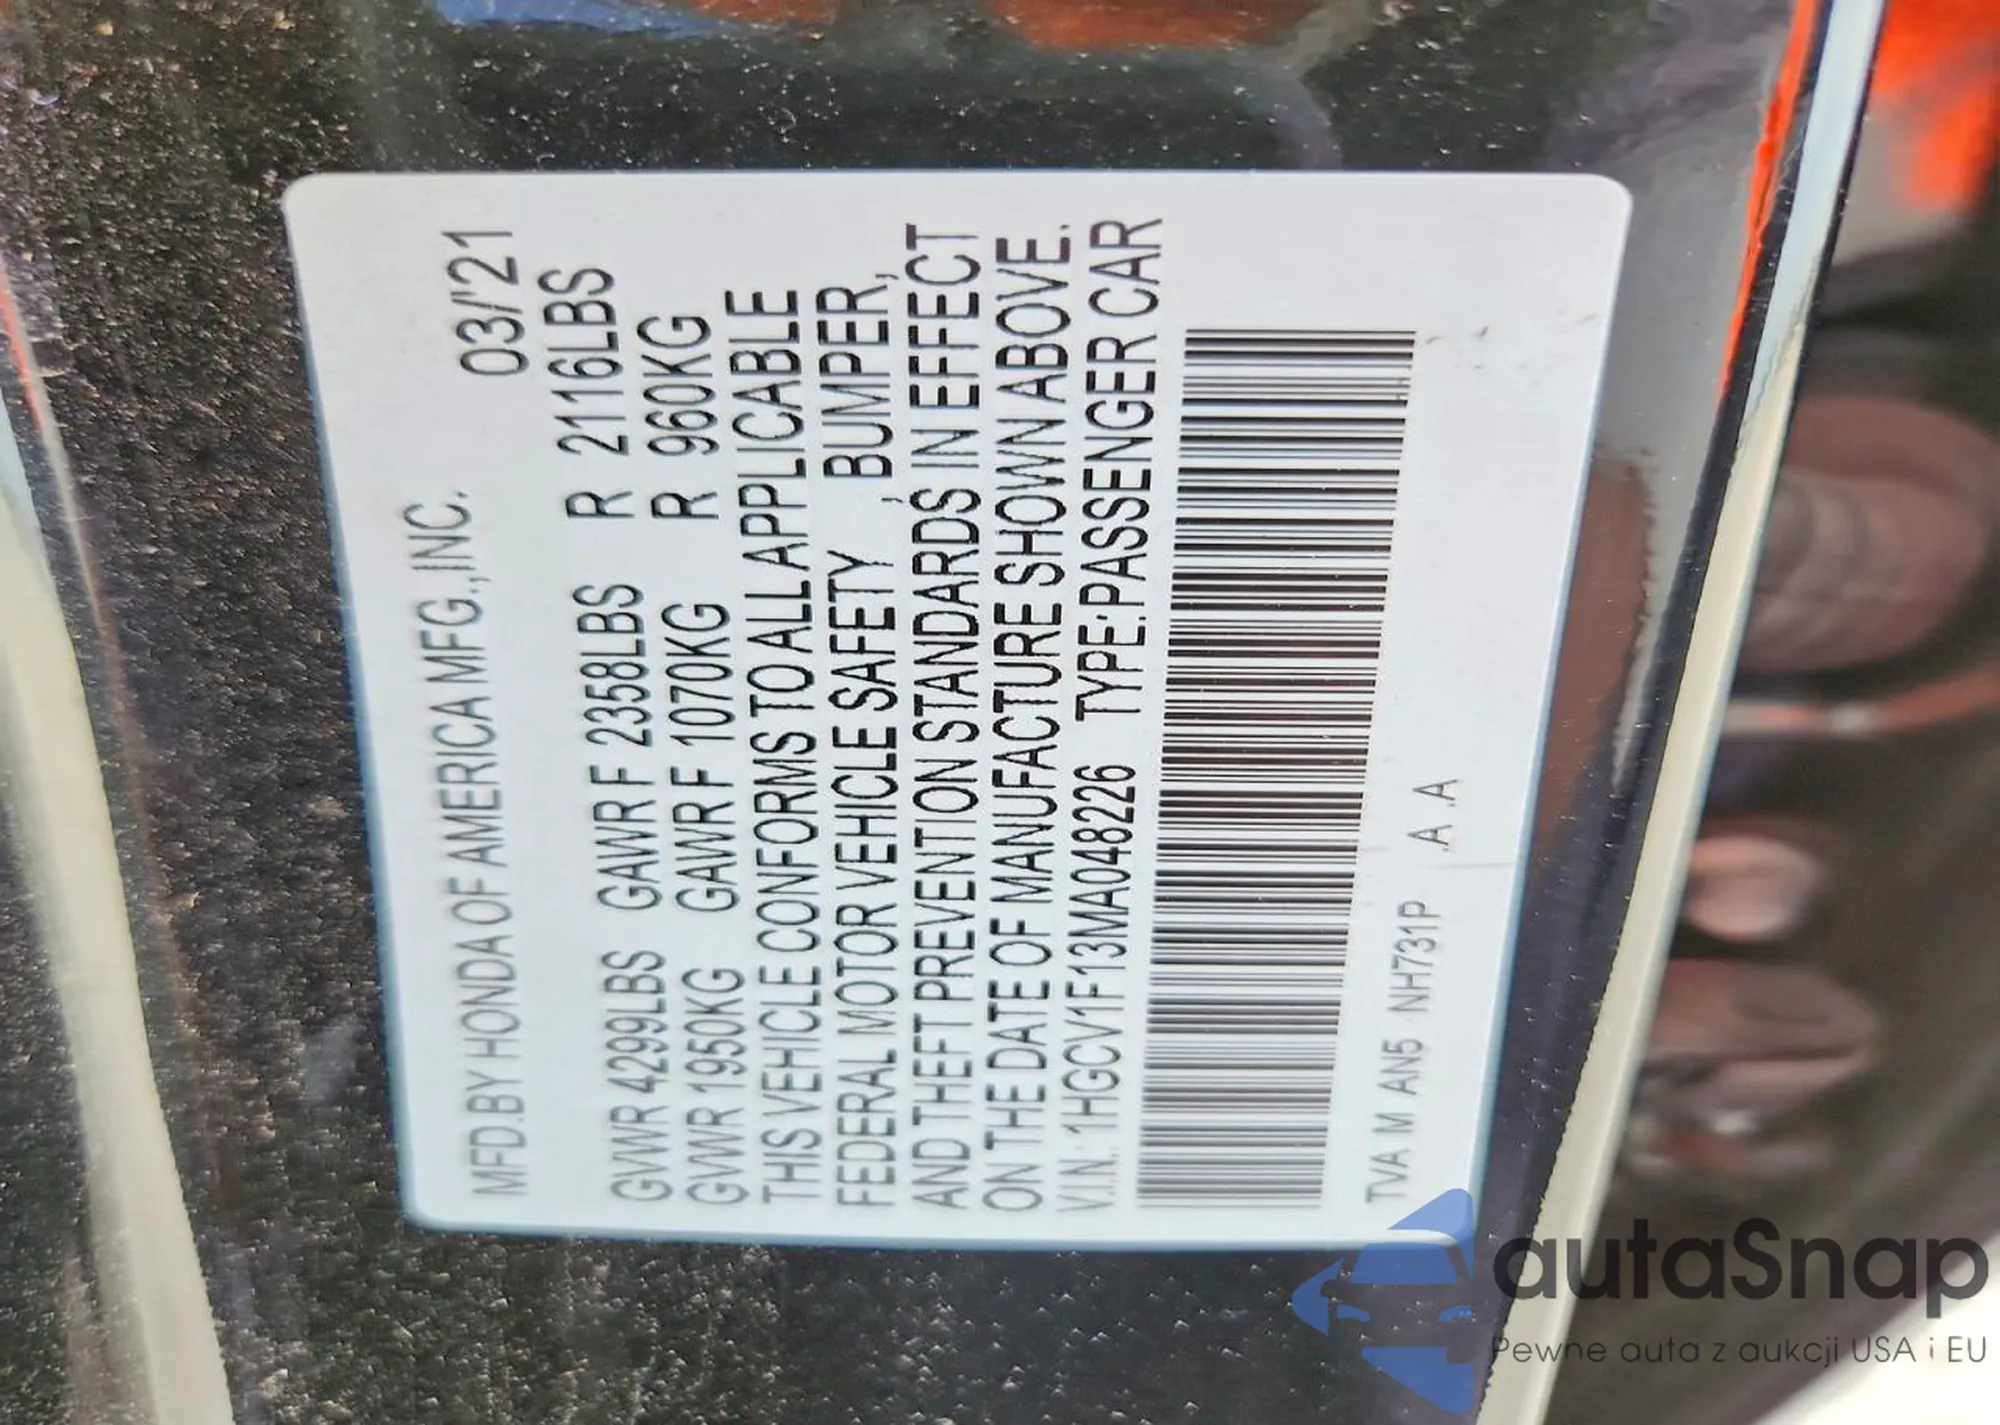 MFD.BY HONDA OF AMERICA MFG.,INC. 03/'21
GVWR 4299LBS GAWR F 2358LBS R 2116LBS
GVWR 1950KG GAWR F 1070KG R 960KG
THIS VEHICLE CONFORMS TO ALL APPLICABLE
FEDERAL MOTOR VEHICLE SAFETY , BUMPER,
AND THEFT PREVENTION STANDARDS IN EFFECT
ON THE DATE OF MANUFACTURE SHOWN ABOVE.
V.I.N.: 1HGCV1F13MA048226 TYPE:PASSENGER CAR
TVA M AN5 NH731P .A .A
autaSnap
Pewne auta z aukcji USA i EU